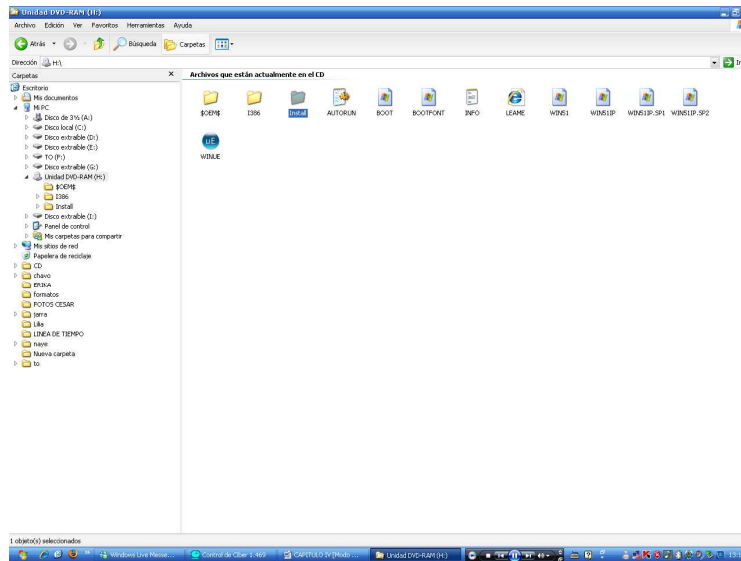 Unidad DVD-RAM (H:)
Archivo Edición Ver Favoritos Herramientas Ayuda
Atrás Búsqueda Carpetas
Dirección H:\
Carpetas × Archivos que están actualmente en el CD
Escritorio
Mis documentos
Mi PC
Disco de 3½ (A:)
Disco local (C:)
Disco extraíble (D:)
Disco extraíble (E:)
TO (F:)
Disco extraíble (G:)
Unidad DVD-RAM (H:)
$OEM$
I386
Install
Disco extraíble (I:)
Panel de control
Mis carpetas para compartir
Mis sitios de red
Papelera de reciclaje
CD
chavo
ERIKA
formatos
FOTOS CESAR
jarra
Lilia
LINEA DE TIEMPO
naye
Nueva carpeta
to
$OEM$ I386 Install AUTORUN BOOT BOOTFONT INFO LEAME WIN51 WIN51IP WIN51IP.SP1 WIN51IP.SP2
uE
WINUE
1 objeto(s) seleccionados
Windows Live Messe... Control de Ciber 1.469 CAPITULO IV [Modo ... Unidad DVD-RAM (H:)